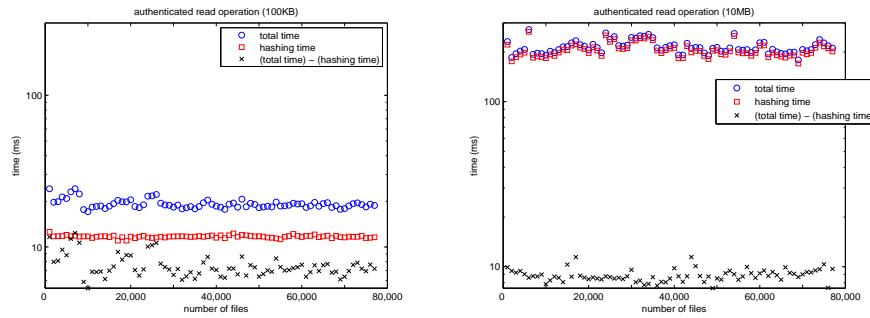 authenticated read operation (100KB)
total time
hashing time
(total time) − (hashing time)
100
10
time (ms)
0
20,000
40,000
60,000
80,000
number of files
authenticated read operation (10MB)
total time
hashing time
(total time) − (hashing time)
100
10
time (ms)
0
20,000
40,000
60,000
80,000
number of files